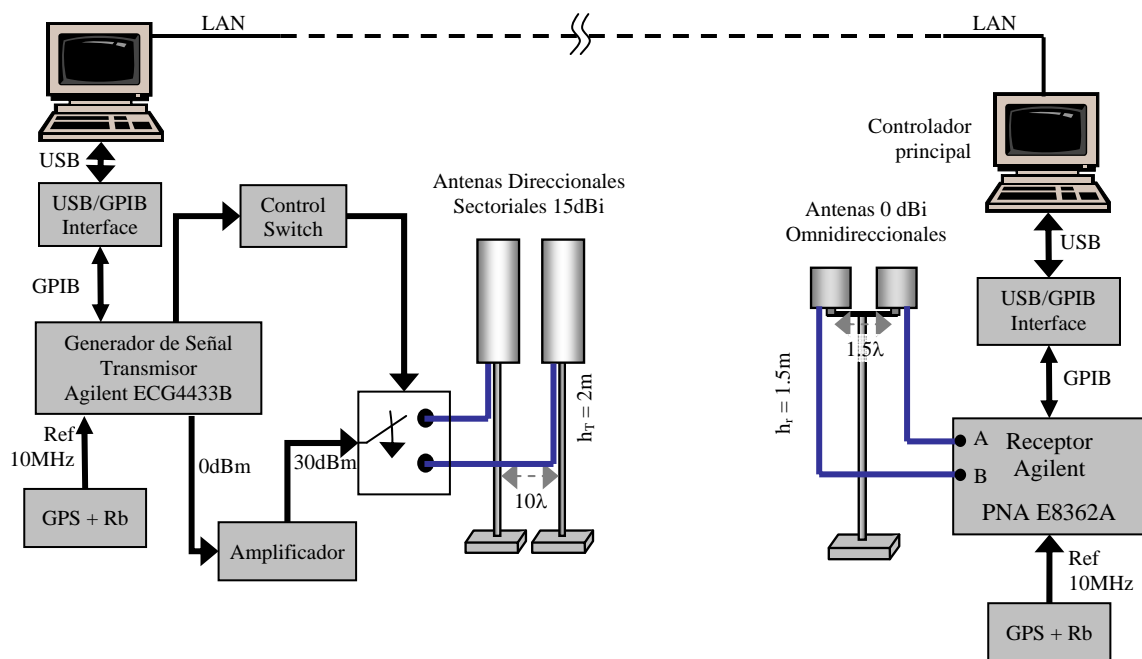 LAN
LAN
USB
USB/GPIB
Interface
GPIB
Control
Switch
Generador de Señal
Transmisor
Agilent ECG4433B
Ref
10MHz
0dBm
30dBm
GPS + Rb
Amplificador
Antenas Direccionales
Sectoriales 15dBi
hT = 2m
10λ
Antenas 0 dBi
Omnidireccionales
1.5λ
hr = 1.5m
Controlador
principal
USB
USB/GPIB
Interface
GPIB
A
B
Receptor
Agilent
PNA E8362A
Ref
10MHz
GPS + Rb